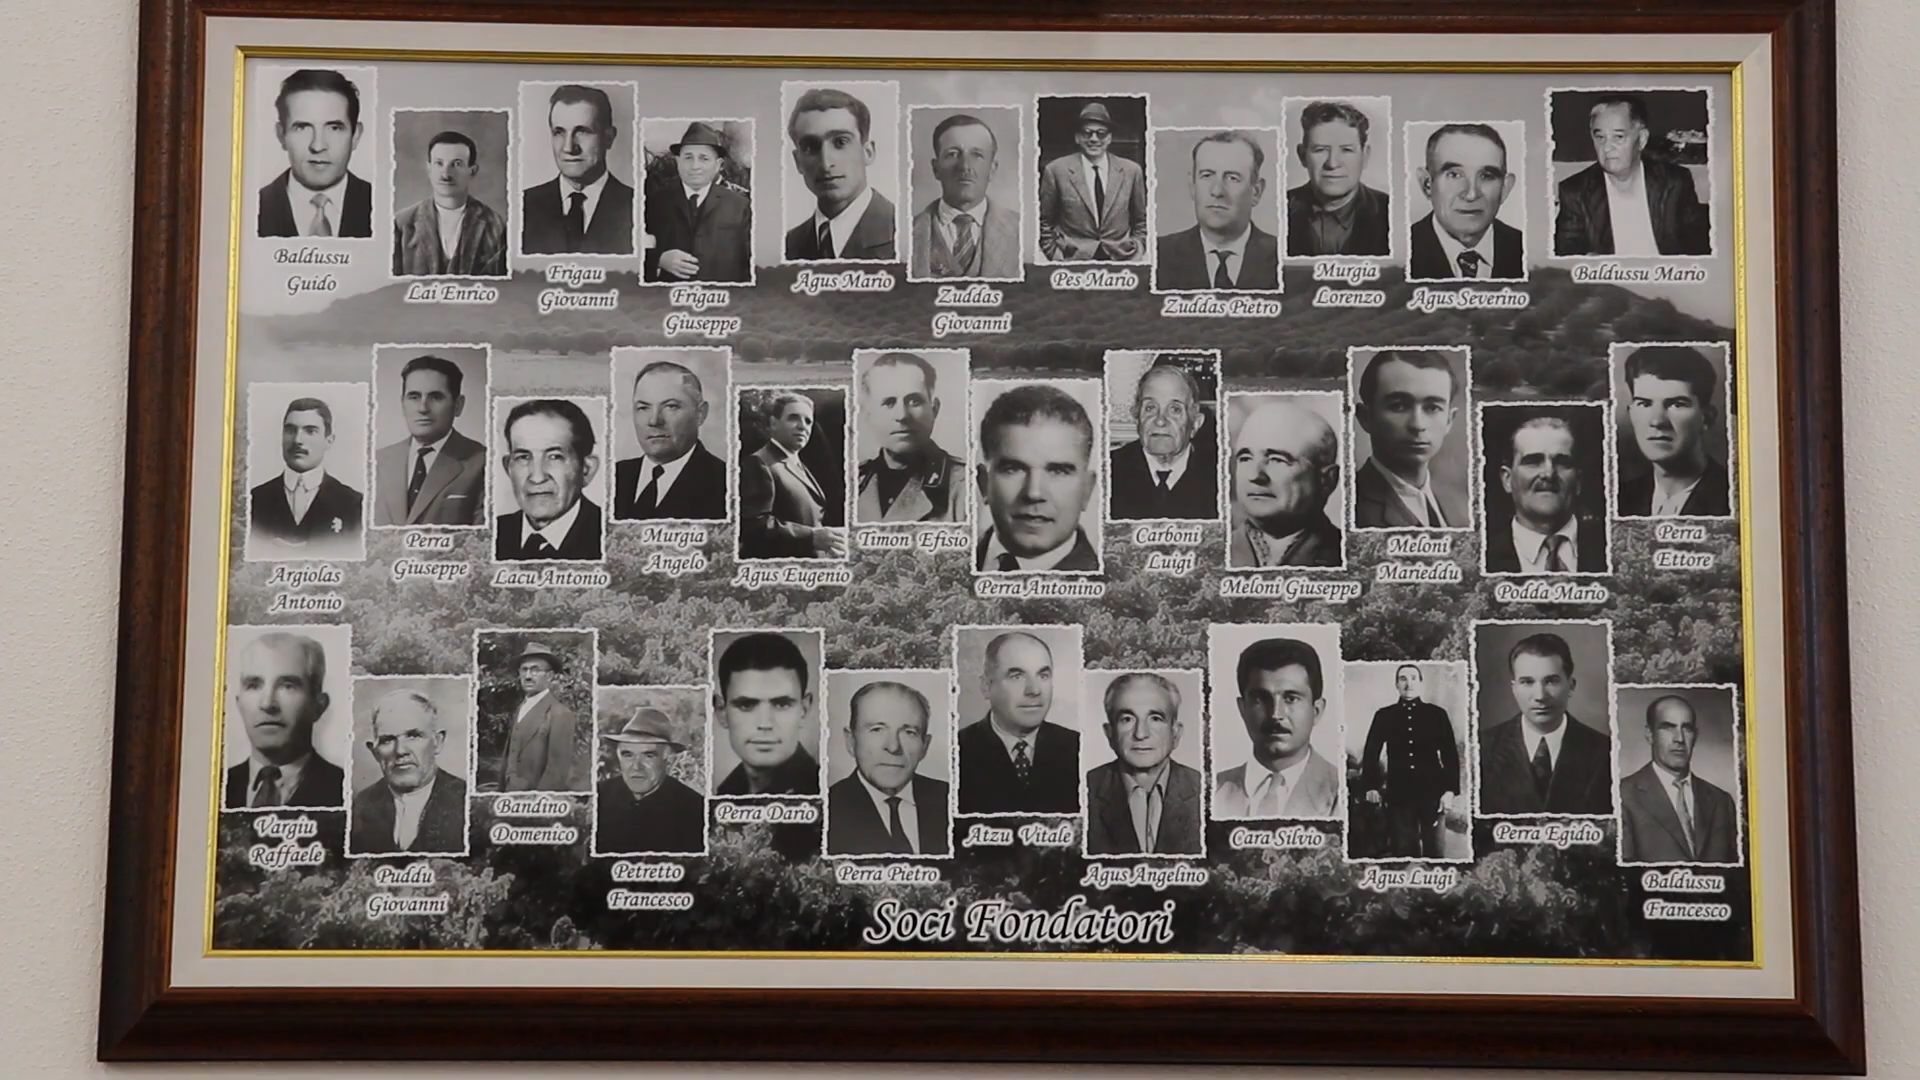 Baldussu
Guido
Lai Enrico
Frigau
Giovanni
Frigau
Giuseppe
Agus Mario
Zuddas
Giovanni
Pes Mario
Zuddas Pietro
Murgia
Lorenzo
Agus Severino
Baldussu Mario
Argiolas
Antonio
Perra
Giuseppe
Lacu Antonio
Murgia
Angelo
Agus Eugenio
Timon Efisio
Perra Antonino
Carboni
Luigi
Meloni Giuseppe
Meloni
Marieddu
Podda Mario
Perra
Ettore
Vargiu
Raffaele
Puddu
Giovanni
Bandino
Domenico
Petretto
Francesco
Perra Dario
Perra Pietro
Atzu Vitale
Agus Angelino
Cara Silvio
Agus Luigi
Perra Egidio
Baldussu
Francesco
Soci Fondatori